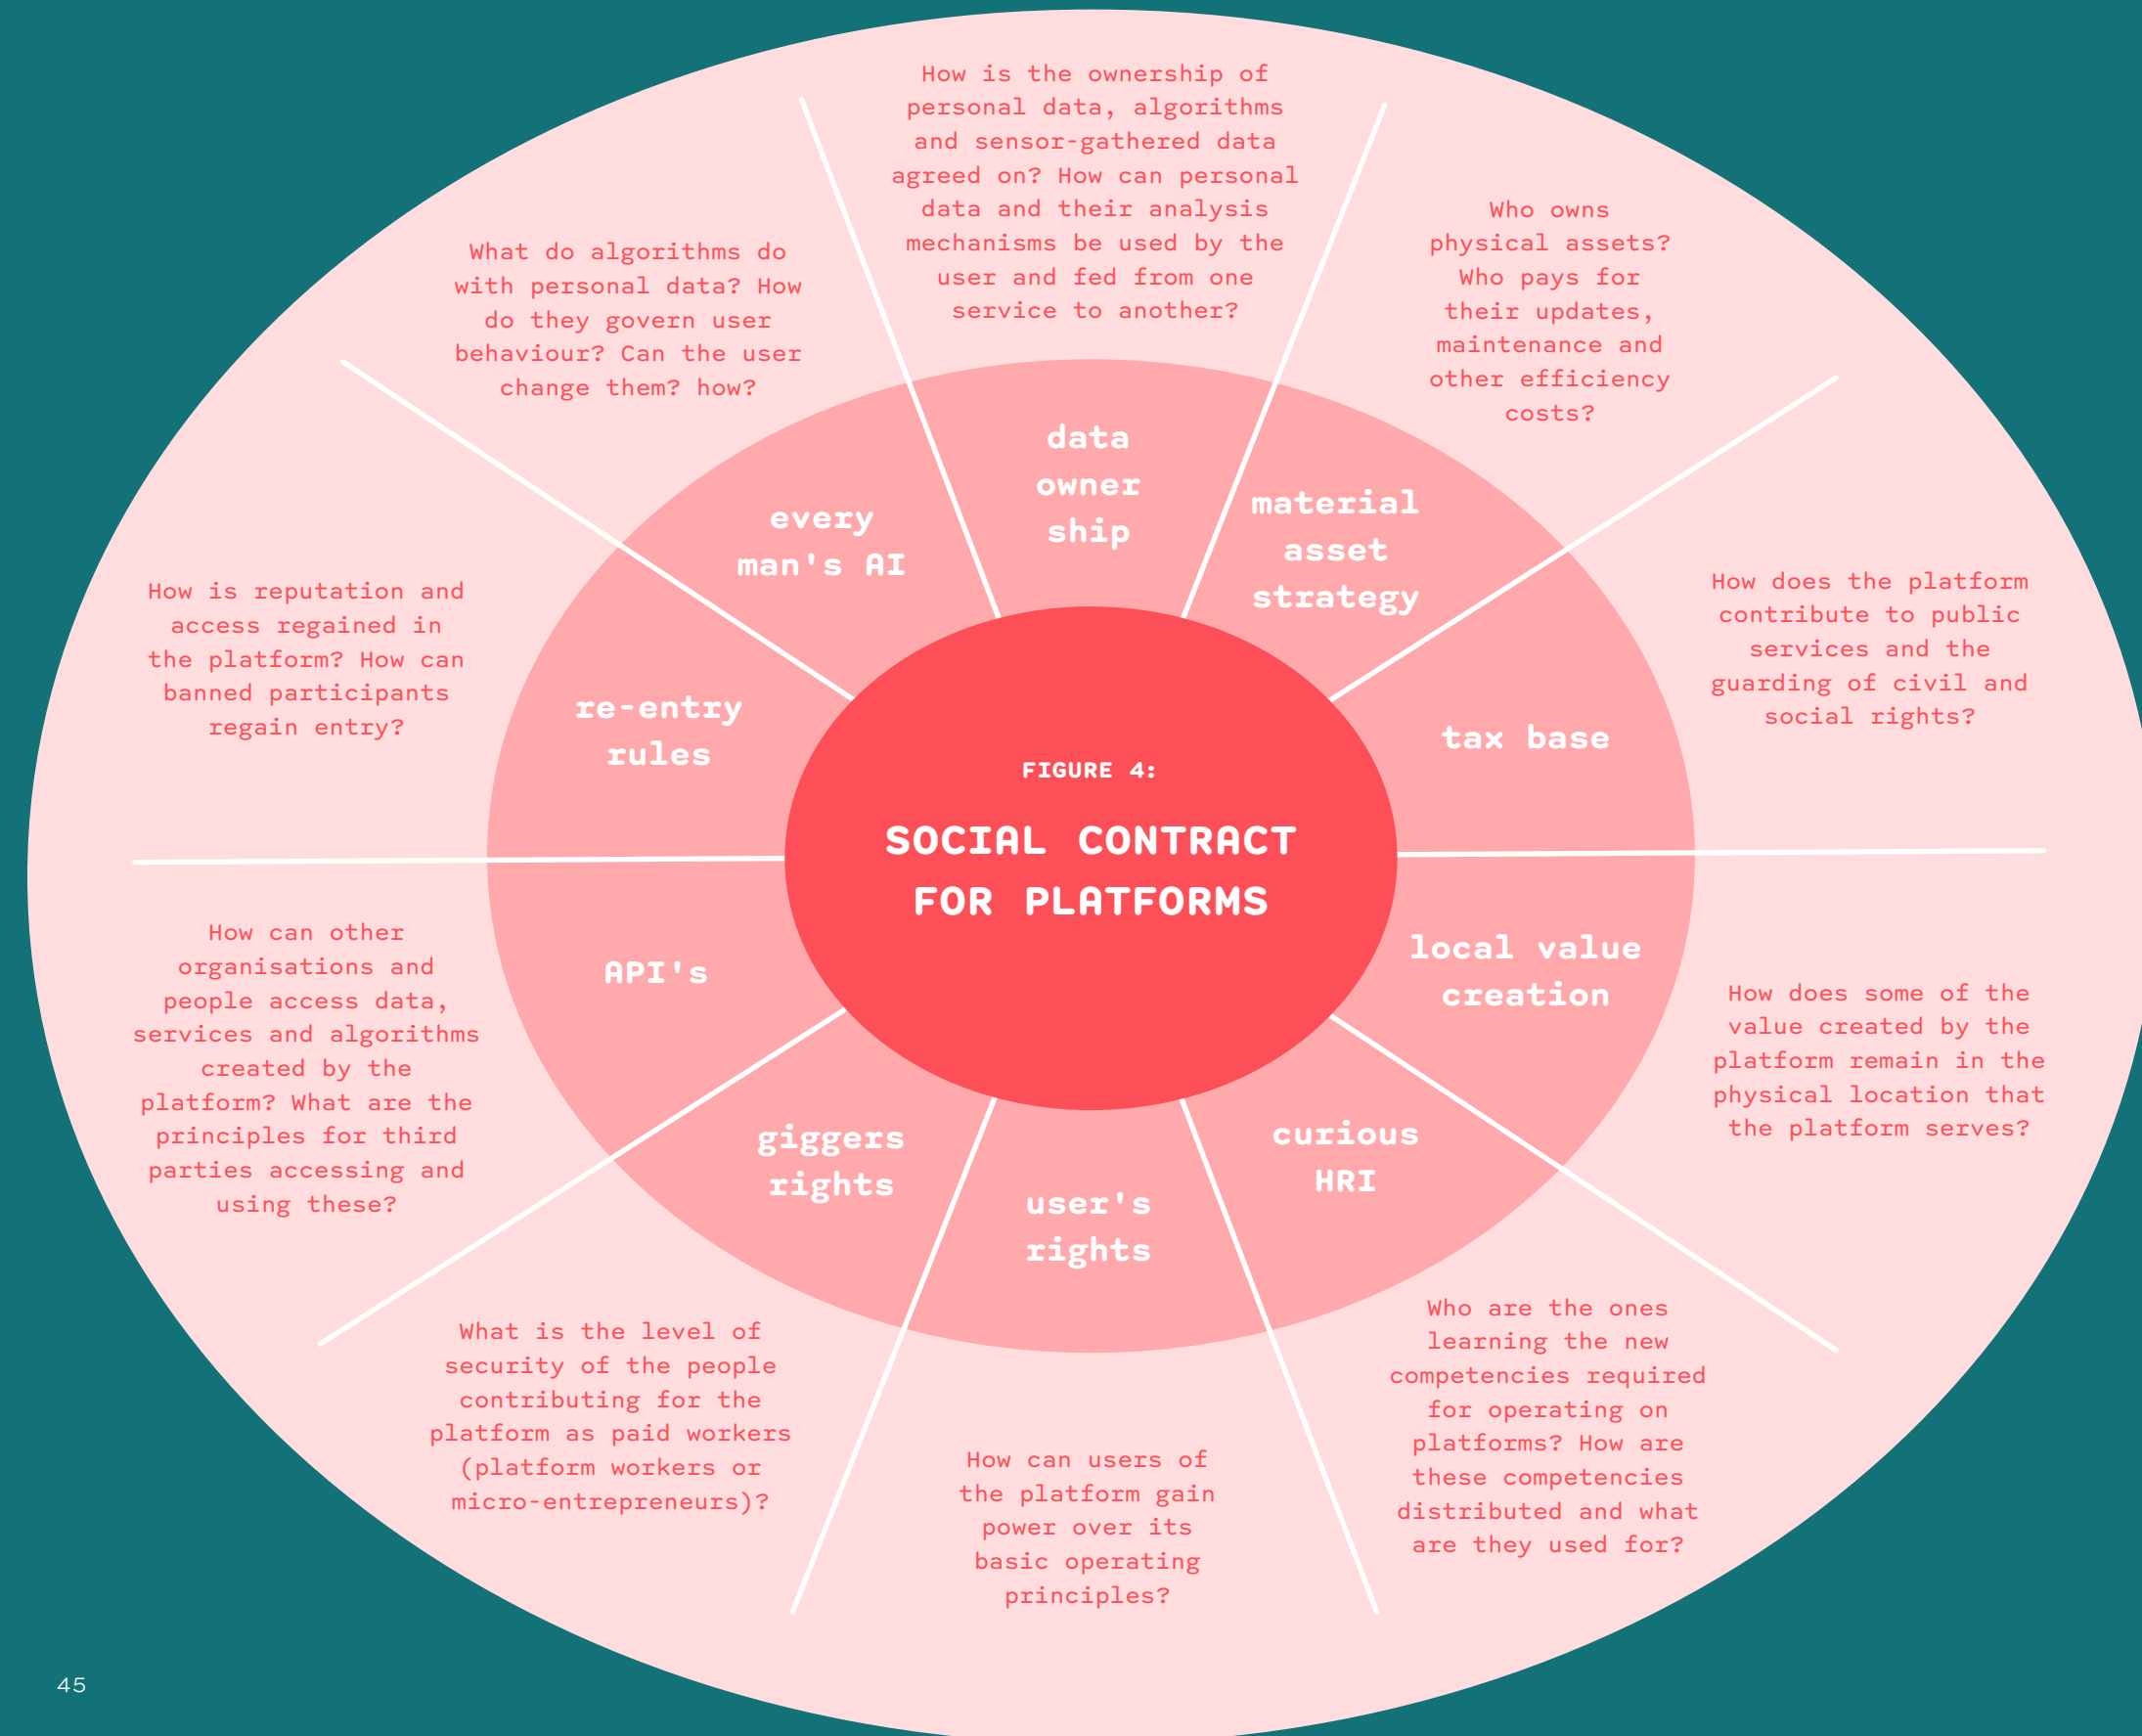 How is the ownership of
personal data, algorithms
and sensor-gathered data
agreed on? How can personal
data and their analysis
mechanisms be used by the
user and fed from one
service to another?
Who owns
physical assets?
Who pays for
their updates,
maintenance and
other efficiency
costs?
How does the platform
contribute to public
services and the
guarding of civil and
social rights?
How does some of the
value created by the
platform remain in the
physical location that
the platform serves?
Who are the ones
learning the new
competencies required
for operating on
platforms? How are
these competencies
distributed and what
are they used for?
How can users of
the platform gain
power over its
basic operating
principles?
What is the level of
security of the people
contributing for the
platform as paid workers
(platform workers or
micro-entrepreneurs)?
How can other
organisations and
people access data,
services and algorithms
created by the
platform? What are the
principles for third
parties accessing and
using these?
How is reputation and
access regained in
the platform? How can
banned participants
regain entry?
What do algorithms do
with personal data? How
do they govern user
behaviour? Can the user
change them? how?
data
owner
ship
material
asset
strategy
tax base
local value
creation
curious
HRI
user's
rights
giggers
rights
API's
re-entry
rules
every
man's AI
FIGURE 4:
SOCIAL CONTRACT
FOR PLATFORMS
45